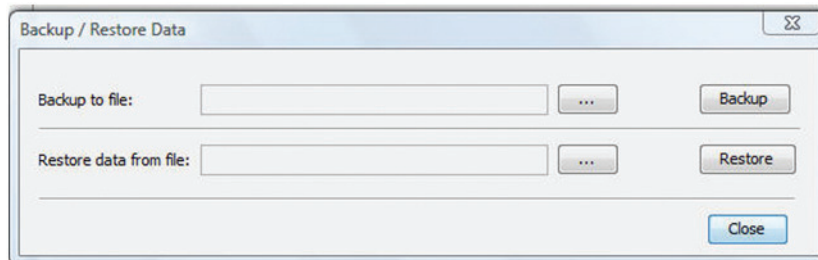 Backup / Restore Data
Backup to file: ... Backup
Restore data from file: ... Restore
Close